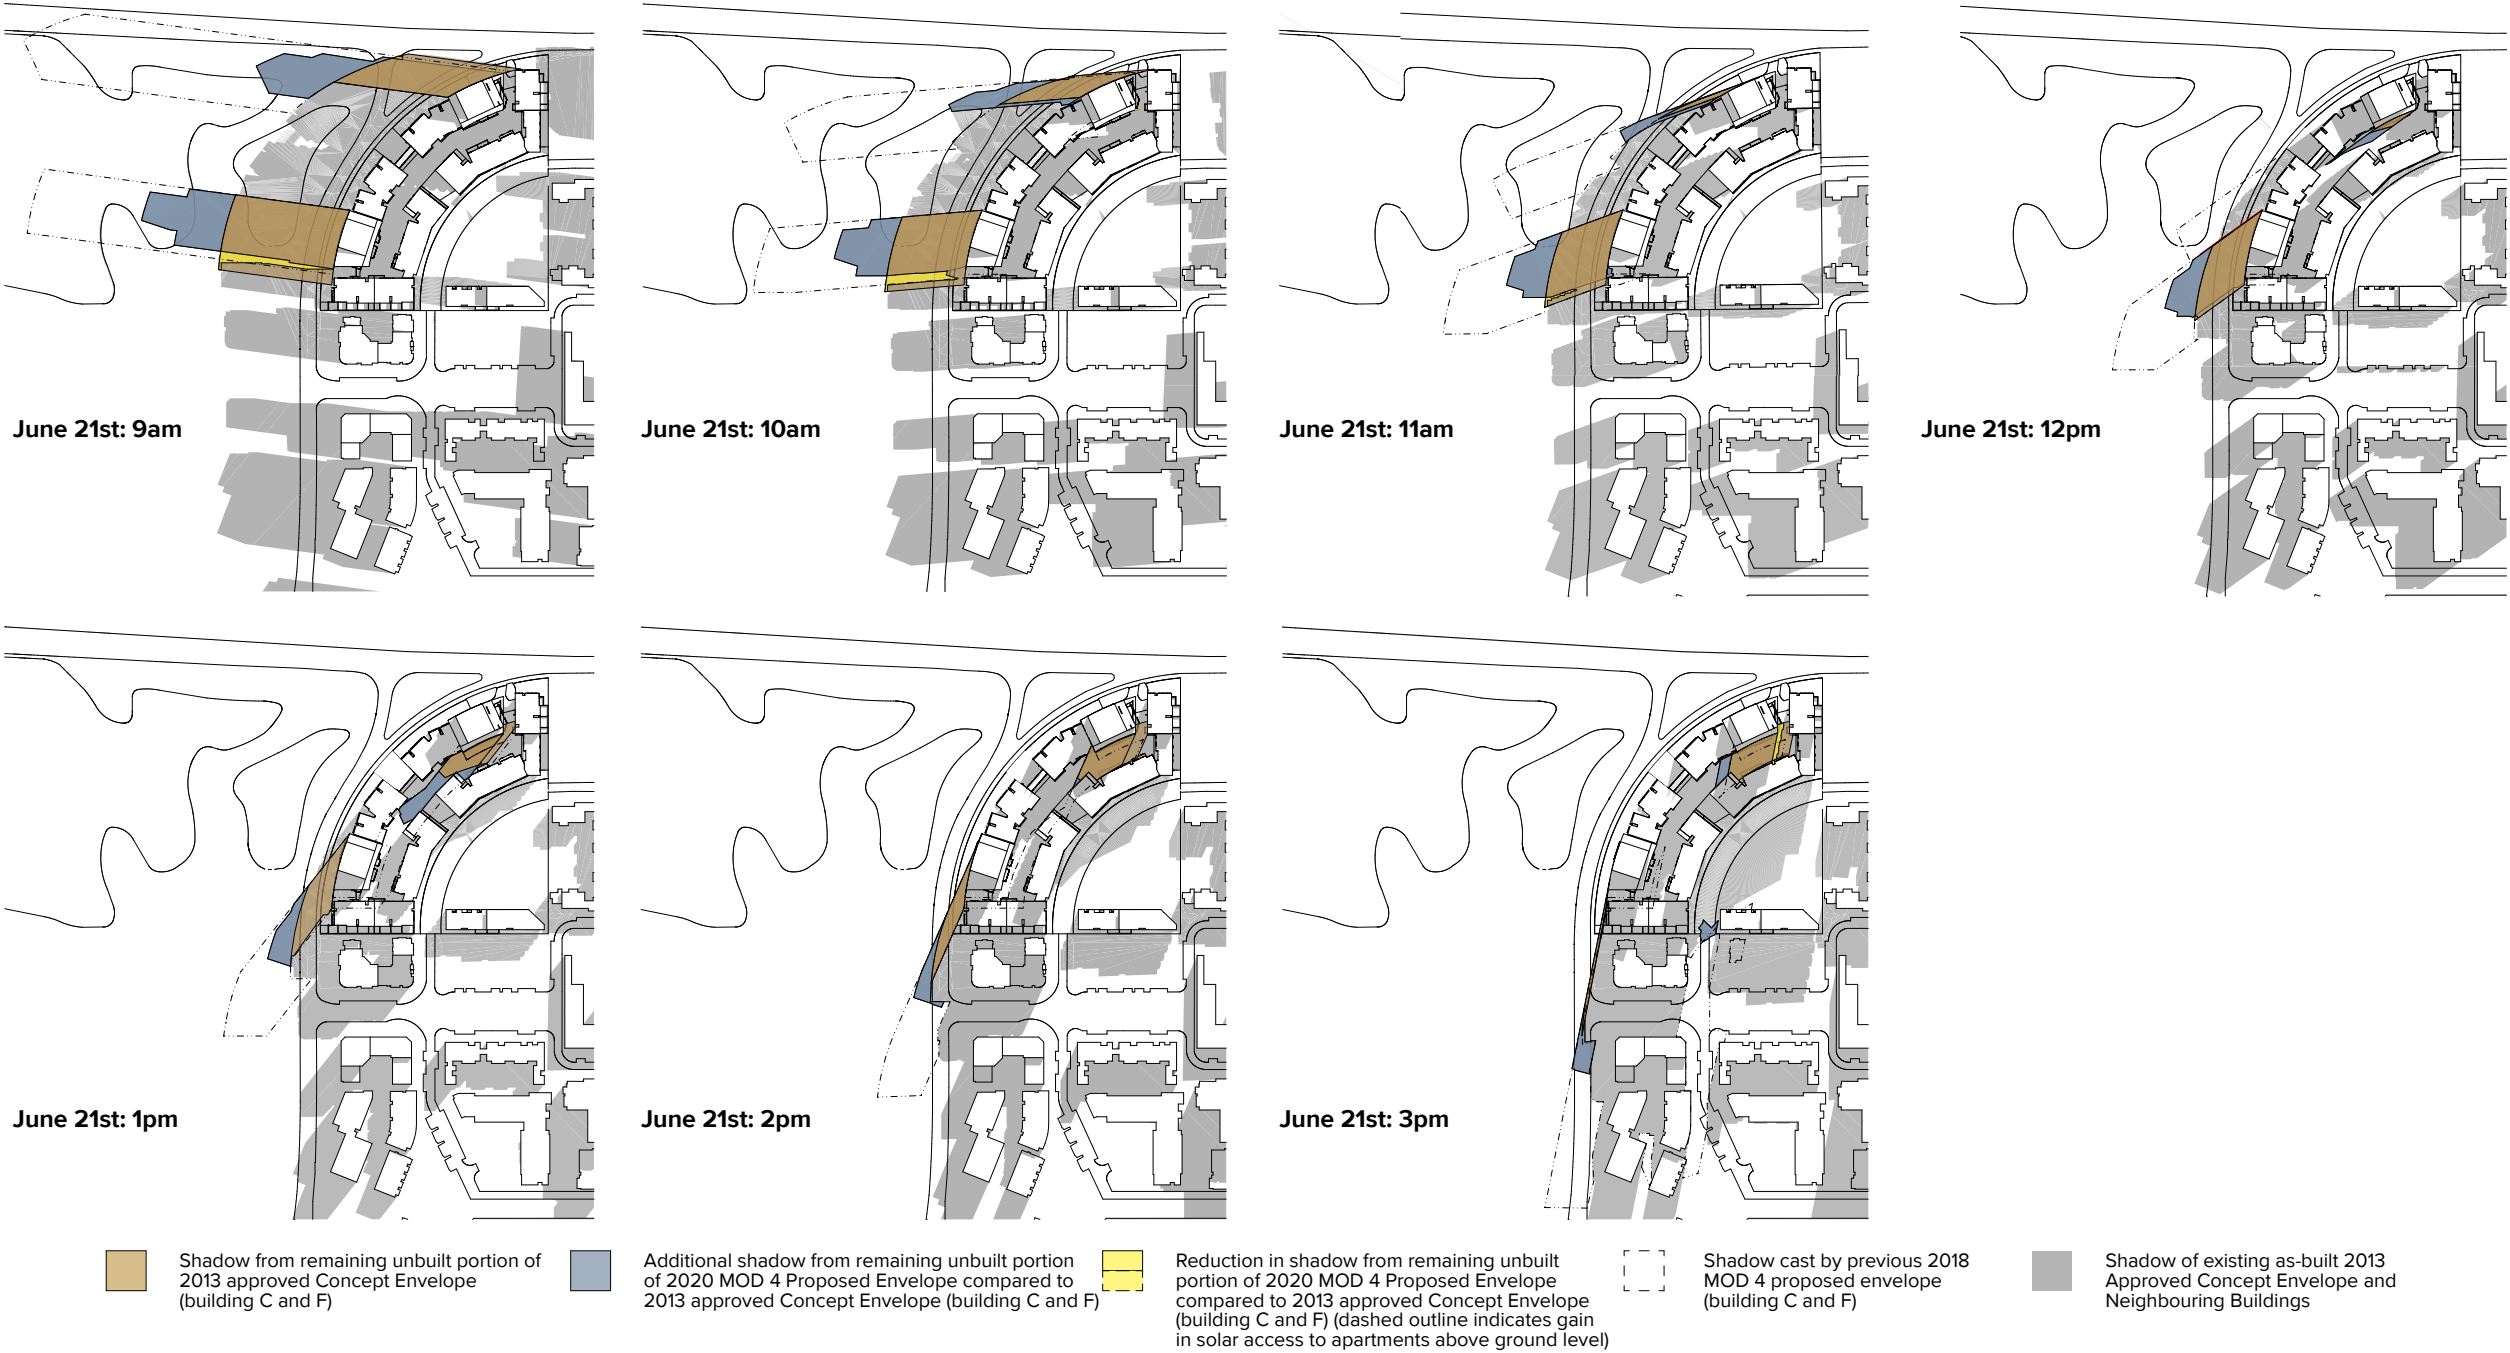 June 21st: 9am
June 21st: 10am
June 21st: 11am
June 21st: 12pm
June 21st: 1pm
June 21st: 2pm
June 21st: 3pm
Shadow from remaining unbuilt portion of
2013 approved Concept Envelope
(building C and F)
Additional shadow from remaining unbuilt portion
of 2020 MOD 4 Proposed Envelope compared to
2013 approved Concept Envelope (building C and F)
Reduction in shadow from remaining unbuilt
portion of 2020 MOD 4 Proposed Envelope
compared to 2013 approved Concept Envelope
(building C and F) (dashed outline indicates gain
in solar access to apartments above ground level)
Shadow cast by previous 2018
MOD 4 proposed envelope
(building C and F)
Shadow of existing as-built 2013
Approved Concept Envelope and
Neighbouring Buildings